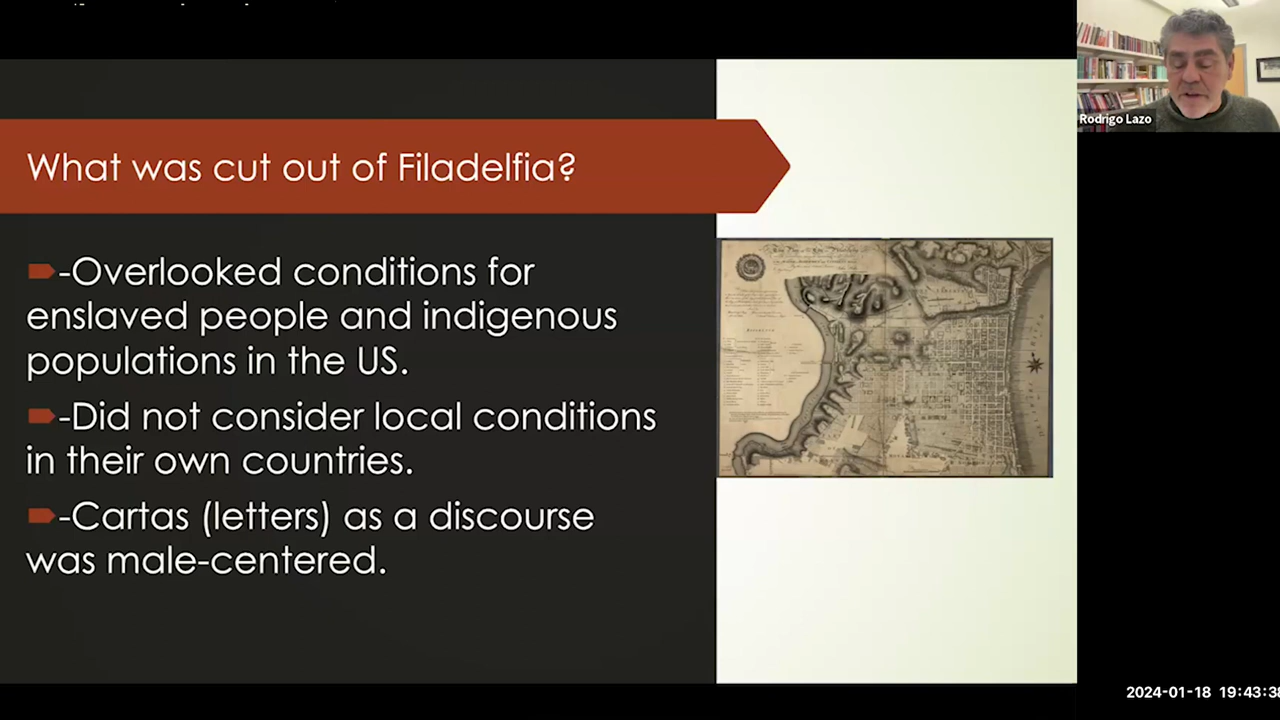 What was cut out of Filadelfia?
-Overlooked conditions for
enslaved people and indigenous
populations in the US.
-Did not consider local conditions
in their own countries.
-Cartas (letters) as a discourse
was male-centered.
Rodrigo Lazo
2024-01-18 19:43:38